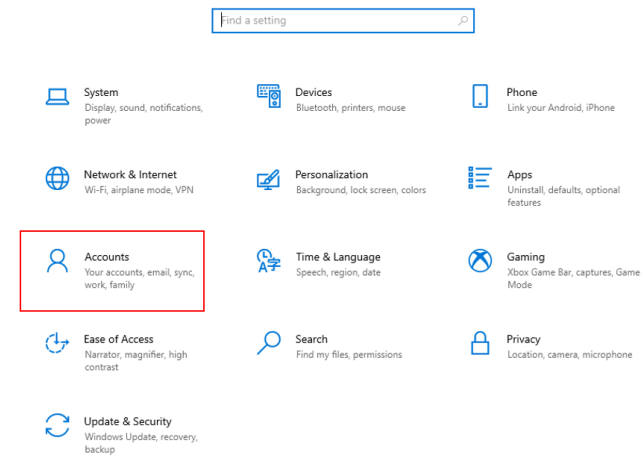 Find a setting
System
Display, sound, notifications,
power
Devices
Bluetooth, printers, mouse
Phone
Link your Android, iPhone
Network & Internet
Wi-Fi, airplane mode, VPN
Personalization
Background, lock screen, colors
Apps
Uninstall, defaults, optional
features
Accounts
Your accounts, email, sync,
work, family
Time & Language
Speech, region, date
Gaming
Xbox Game Bar, captures, Game
Mode
Ease of Access
Narrator, magnifier, high
contrast
Search
Find my files, permissions
Privacy
Location, camera, microphone
Update & Security
Windows Update, recovery,
backup